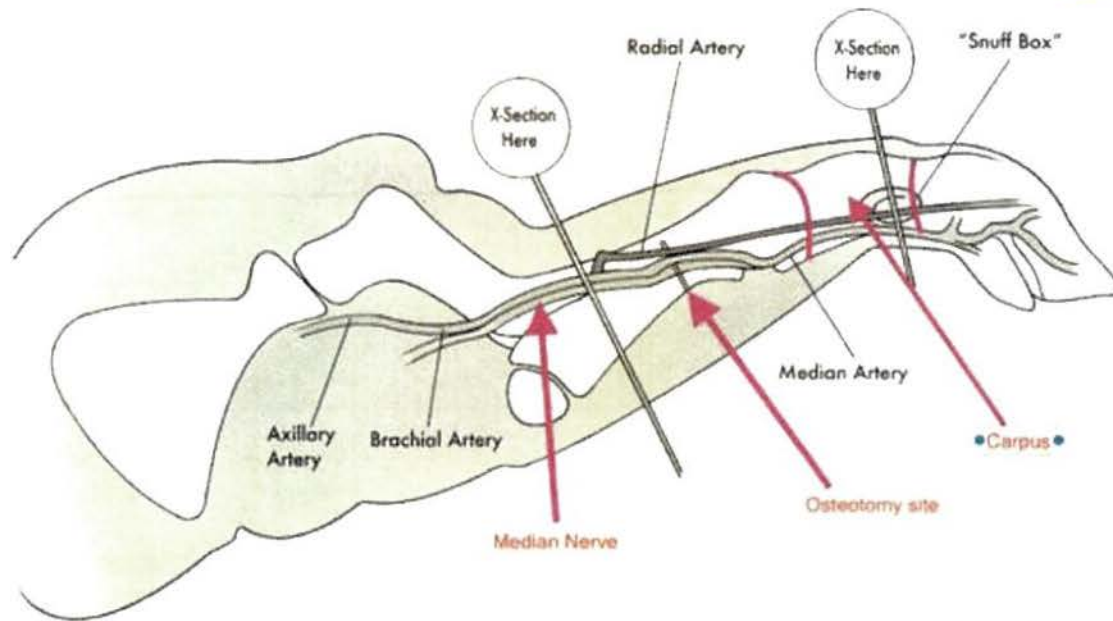 Radial Artery
X-Section
Here
"Snuff Box"
X-Section
Here
Axillary
Artery
Brachial Artery
Median Artery
•Carpus•
Osteotomy site
Median Nerve